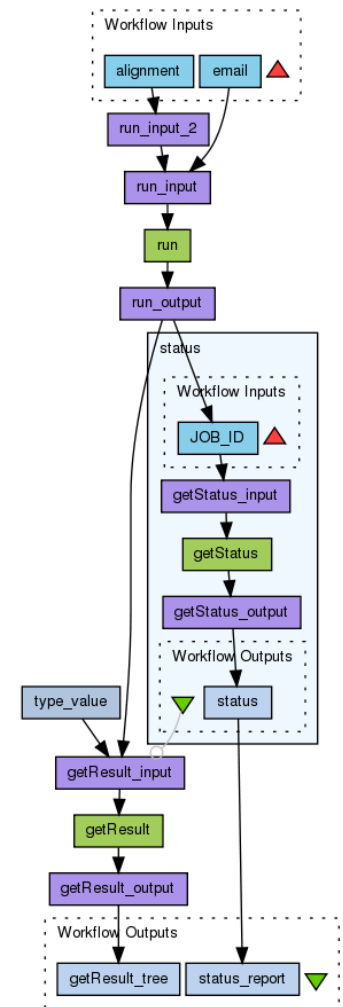 Workflow Inputs
alignment
email
run_input_2
run_input
run
run_output
status
Workflow Inputs
JOB_ID
getStatus_input
getStatus
getStatus_output
Workflow Outputs
type_value
status
getResult_input
getResult
getResult_output
Workflow Outputs
getResult_tree
status_report